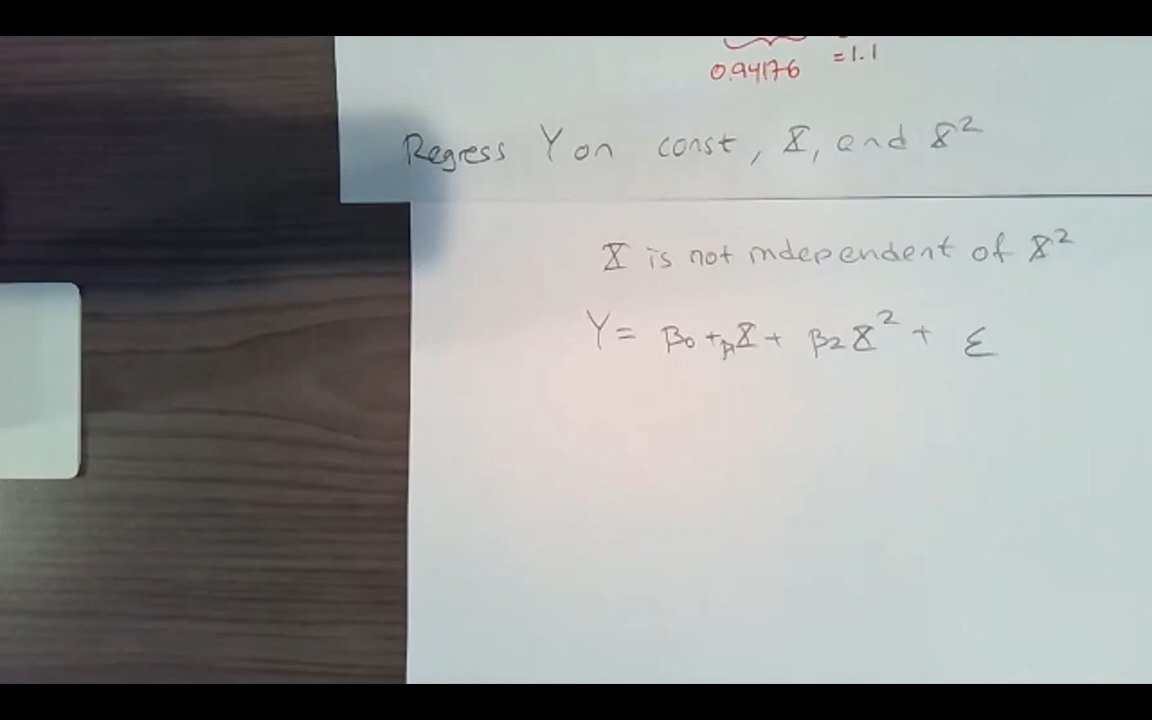 0.94176 =1.1
Regress Y on const, X, and X²
X is not independent of X²
Y = β₀ + β₁X + β₂X² + ε